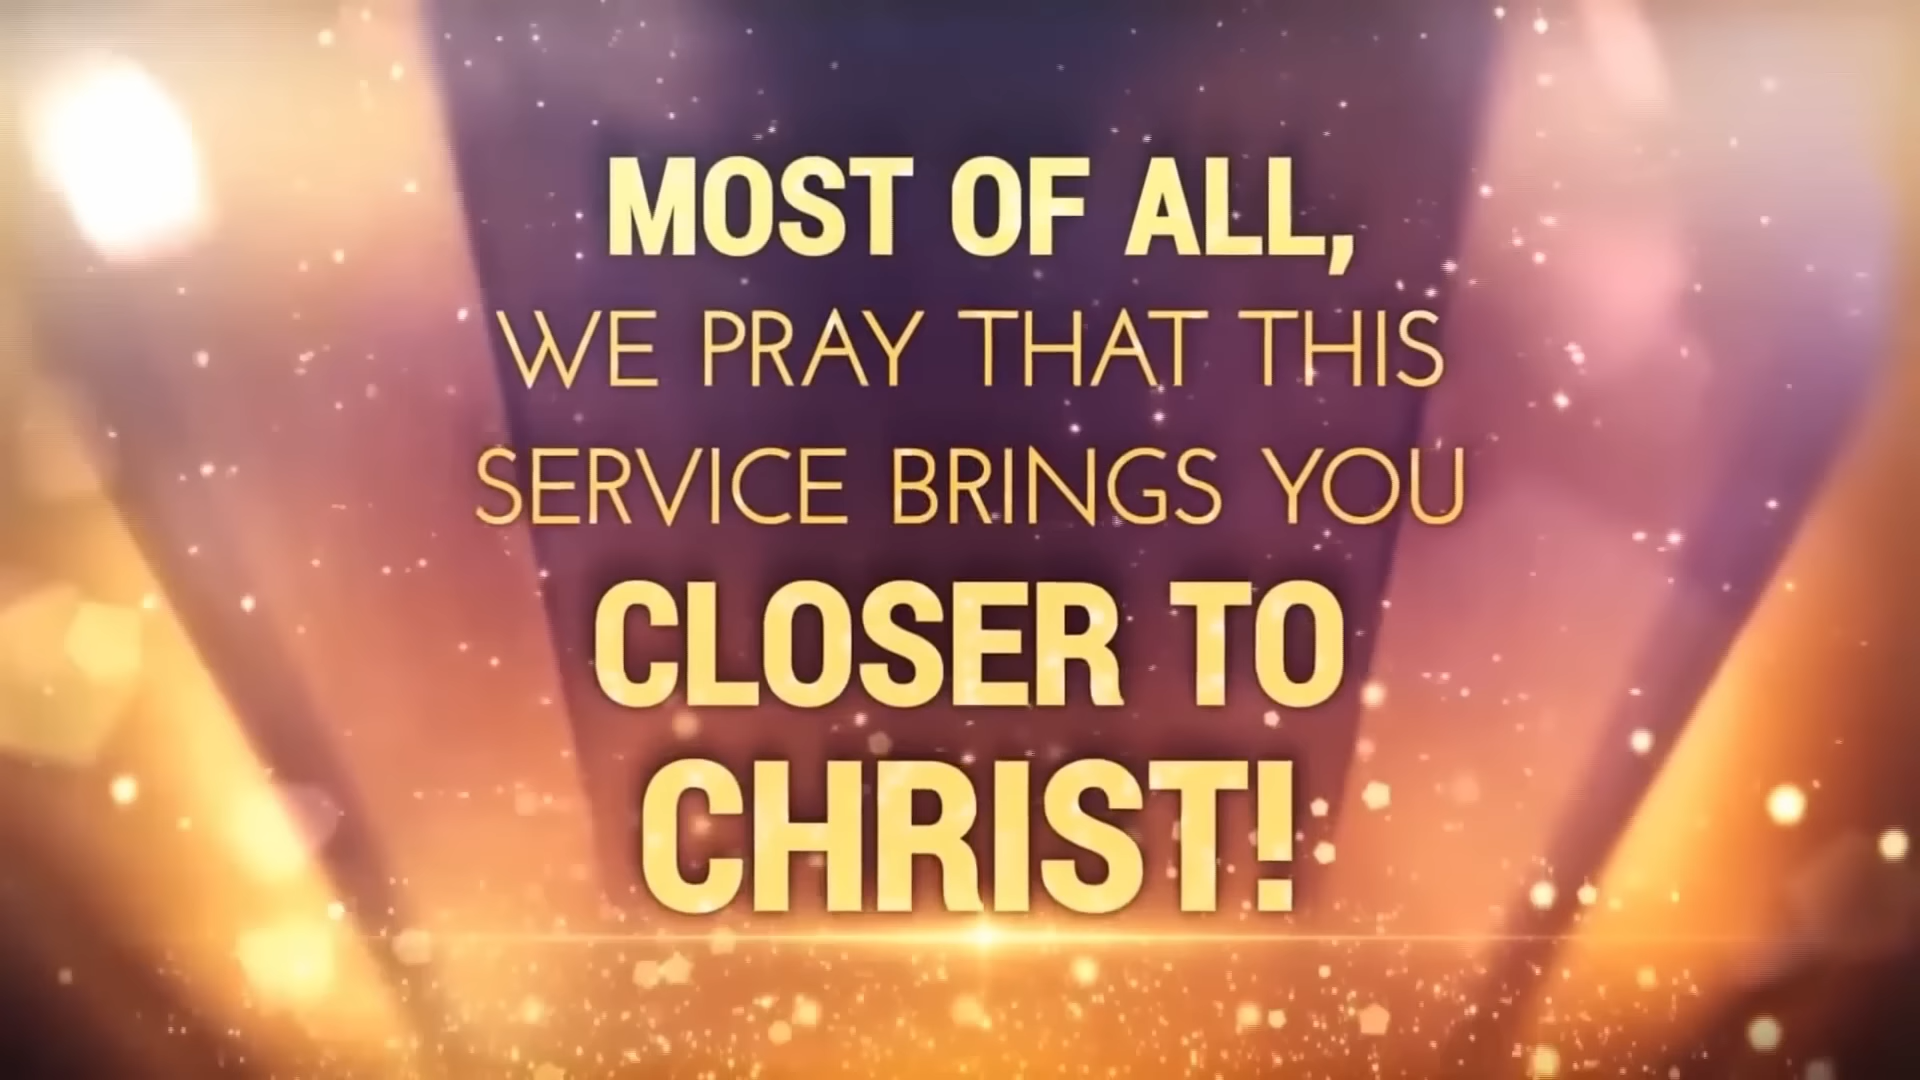 MOST OF ALL,
WE PRAY THAT THIS
SERVICE BRINGS YOU
CLOSER TO
CHRIST!